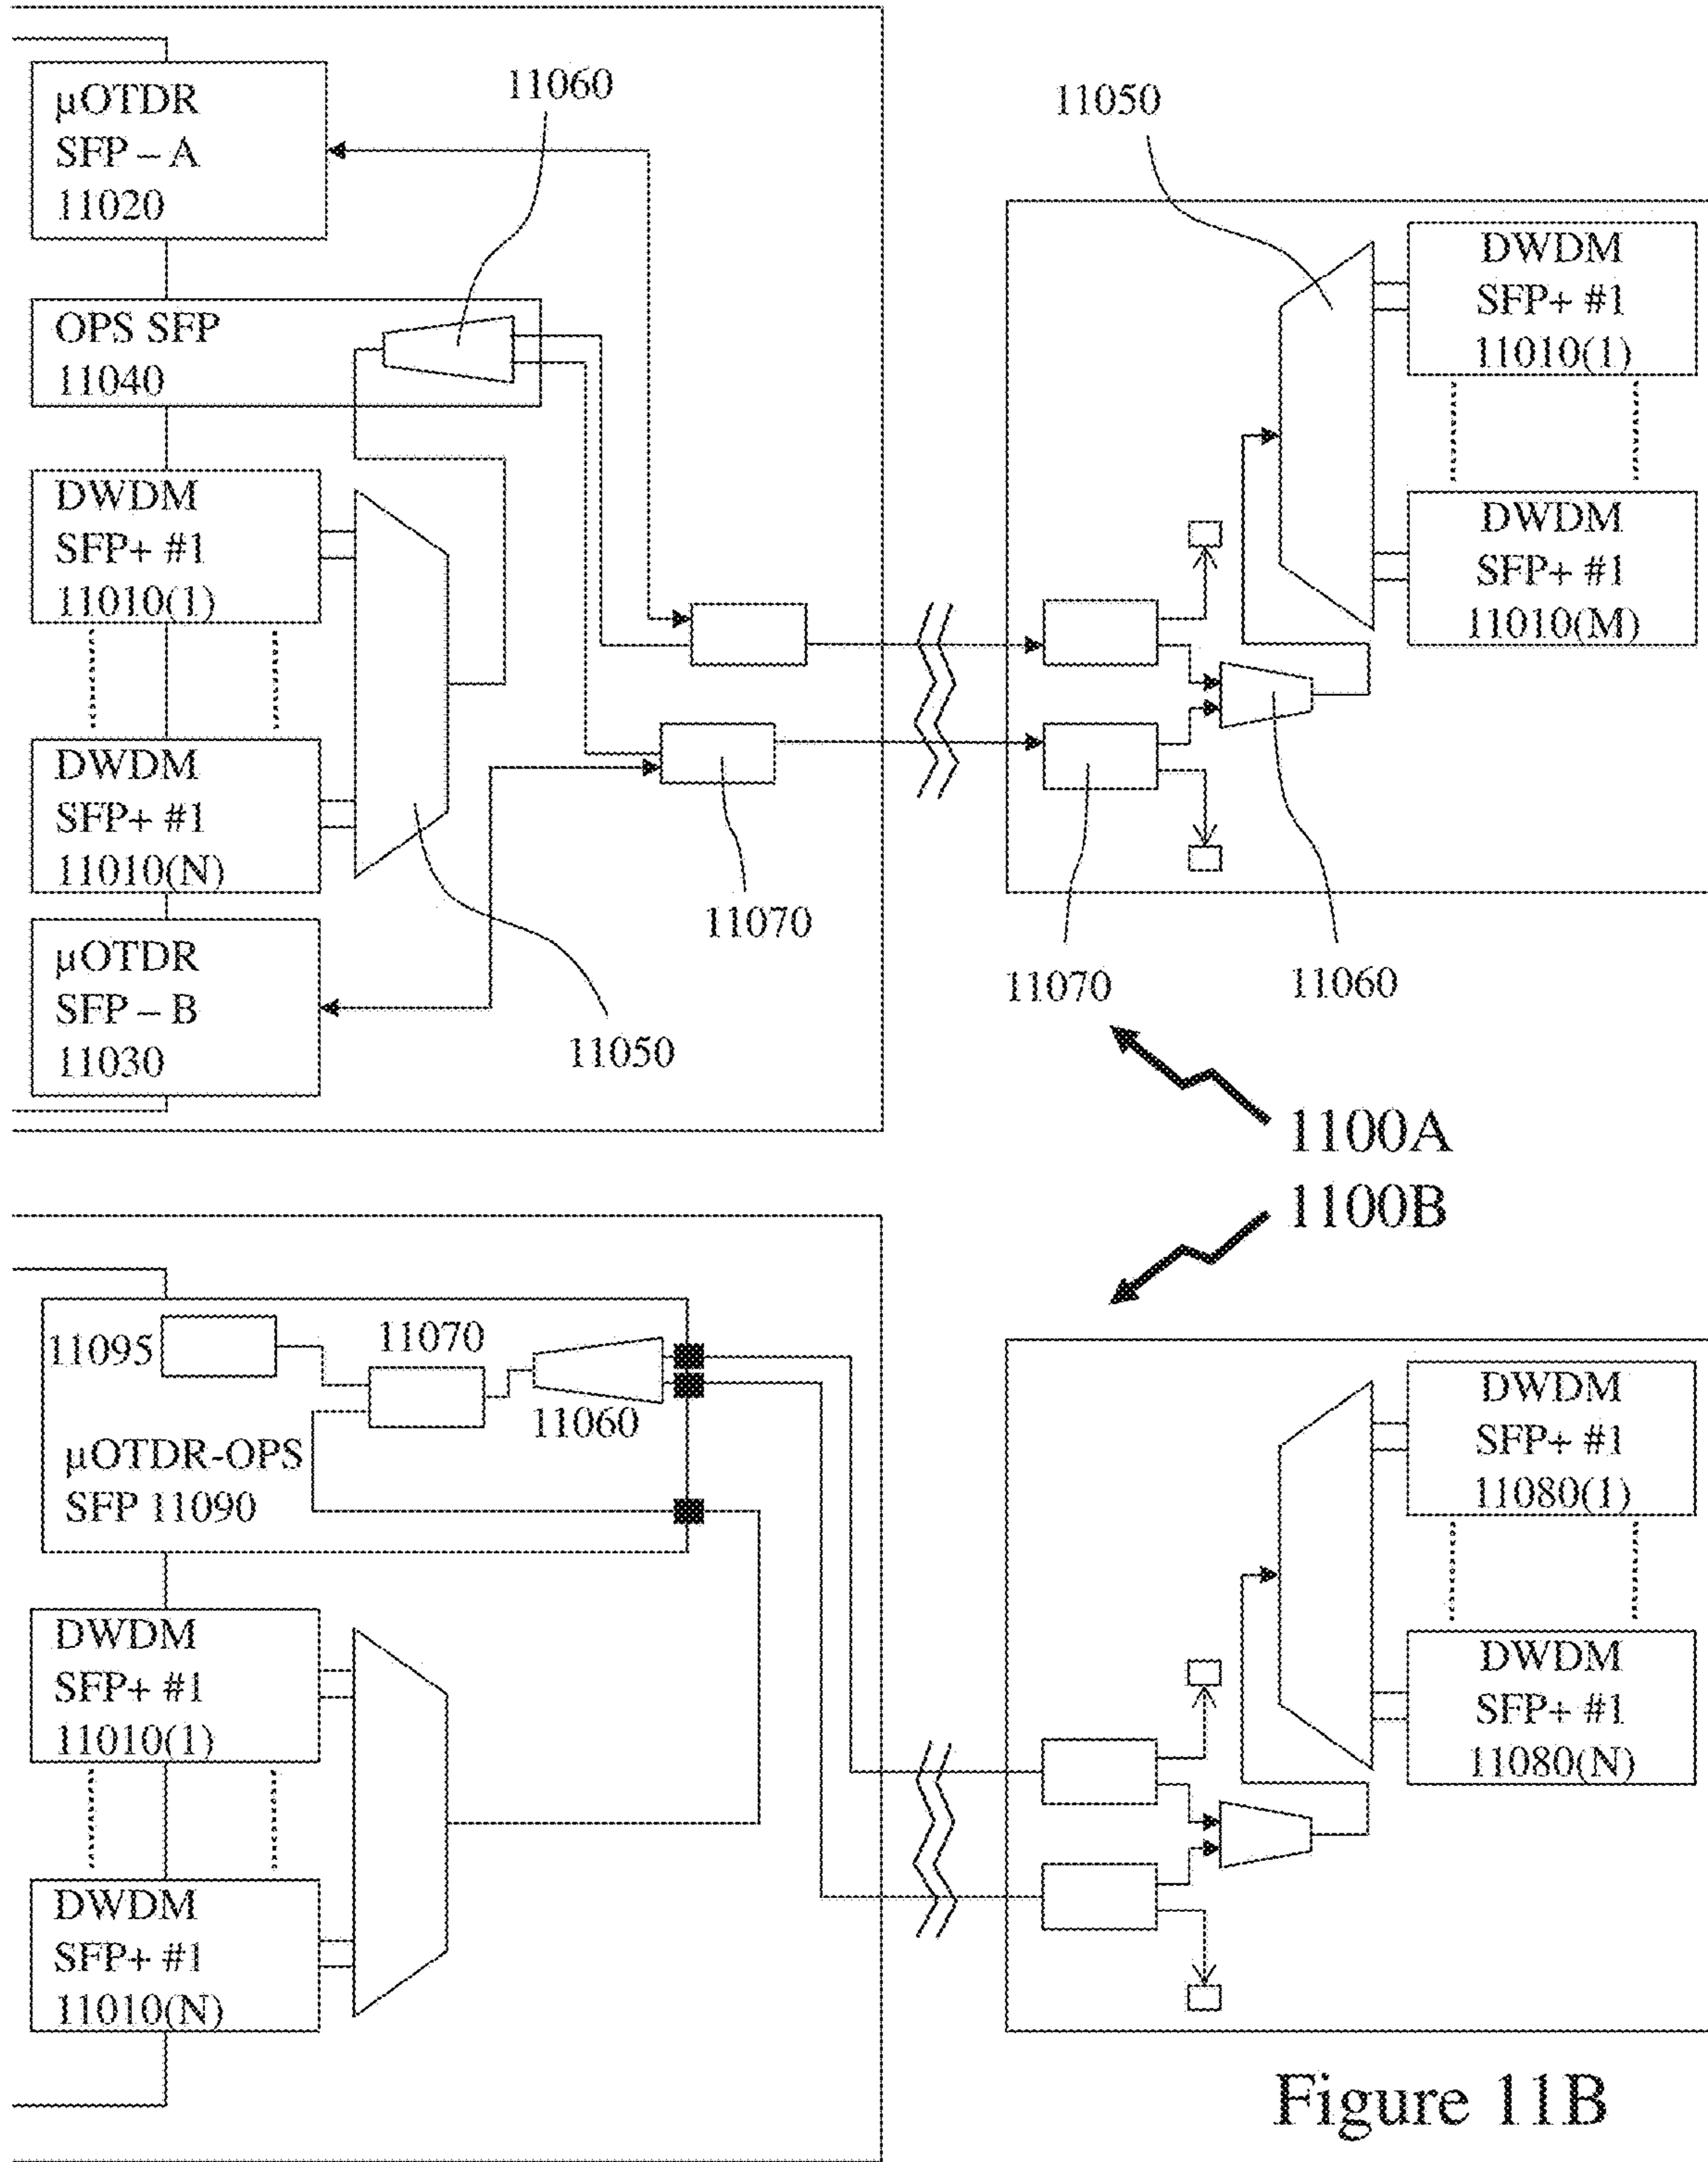 µOTDR
SFP – A
11020
11060
OPS SFP
11040
DWDM
SFP+ #1
11010(1)
DWDM
SFP+ #1
11010(N)
µOTDR
SFP – B
11030
11050
11070
11050
DWDM
SFP+ #1
11010(1)
DWDM
SFP+ #1
11010(M)
11070
11060
1100A
1100B
11095
11070
11060
µOTDR-OPS
SFP 11090
DWDM
SFP+ #1
11010(1)
DWDM
SFP+ #1
11010(N)
DWDM
SFP+ #1
11080(1)
DWDM
SFP+ #1
11080(N)
Figure 11B